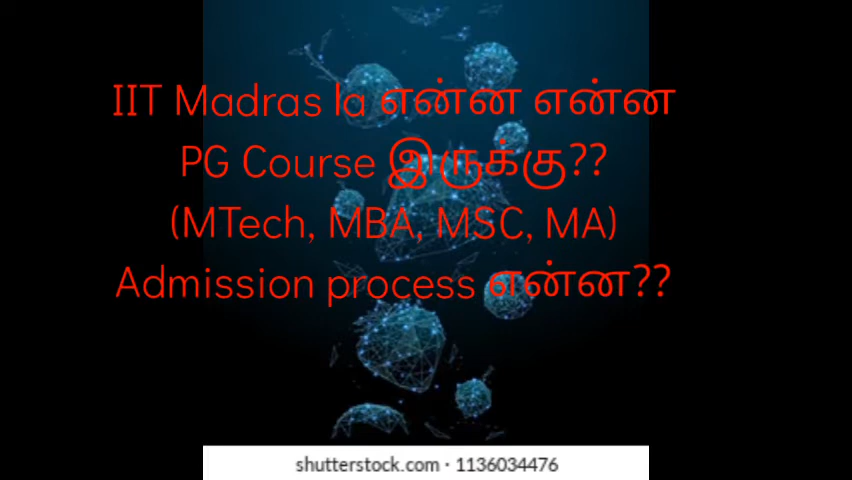 IIT Madras la என்ன என்ன
PG Course இருக்கு??
(MTech, MBA, MSC, MA)
Admission process என்ன??
shutterstock.com · 1136034476